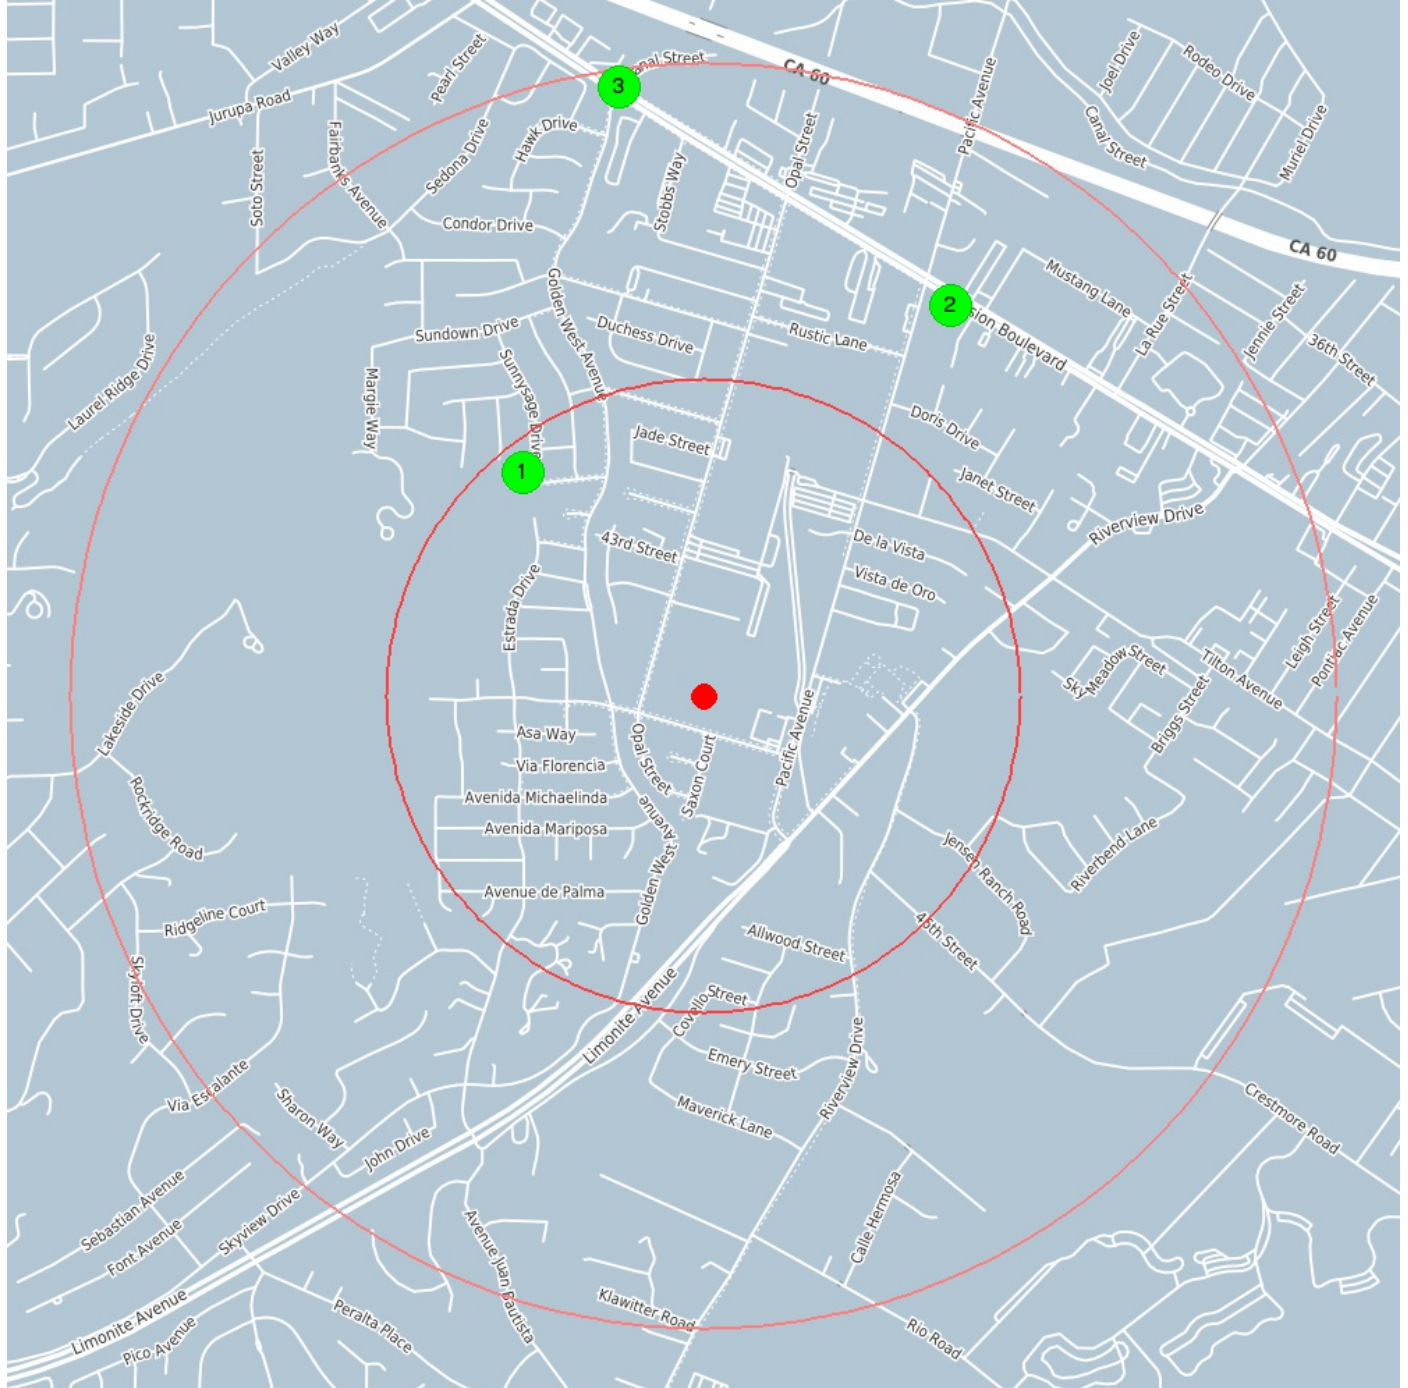 Valley Way
Pearl Street
Canal Street
CA 60
Pacific Avenue
Joel Drive
Rodeo Drive
Jurupa Road
3
Canal Street
Muriel Drive
Fairbanks Avenue
Hawk Drive
Sedona Drive
Opal Street
Soto Street
Stobbs Way
Condor Drive
CA 60
Mustang Lane
Golden West Avenue
2
sion Boulevard
La Rue Street
Jennie Street
36th Street
Sundown Drive
Duchess Drive
Rustic Lane
Laurel Ridge Drive
Margie Way
Sunnysage Drive
Doris Drive
Jade Street
1
Janet Street
Riverview Drive
43rd Street
De la Vista
Vista de Oro
Estrada Drive
Leigh Street
Pontiac Avenue
Sky Meadow Street
Tilton Avenue
Lakeside Drive
Briggs Street
Asa Way
Opal Street
Saxon Court
Pacific Avenue
Via Florencia
Avenida Michaelinda
Rockridge Road
Avenida Mariposa
Golden West Avenue
Jensen Ranch Road
Riverbend Lane
Avenue de Palma
Ridgeline Court
Allwood Street
46th Street
Skyloft Drive
Limonite Avenue
Covello Street
Emery Street
Riverview Drive
Via Escalante
Sharon Way
Maverick Lane
Crestmore Road
John Drive
Sebastian Avenue
Skyview Drive
Font Avenue
Calle Hermosa
Avenue Juan Bautista
Limonite Avenue
Klawitter Road
Peralta Place
Pico Avenue
Rio Road